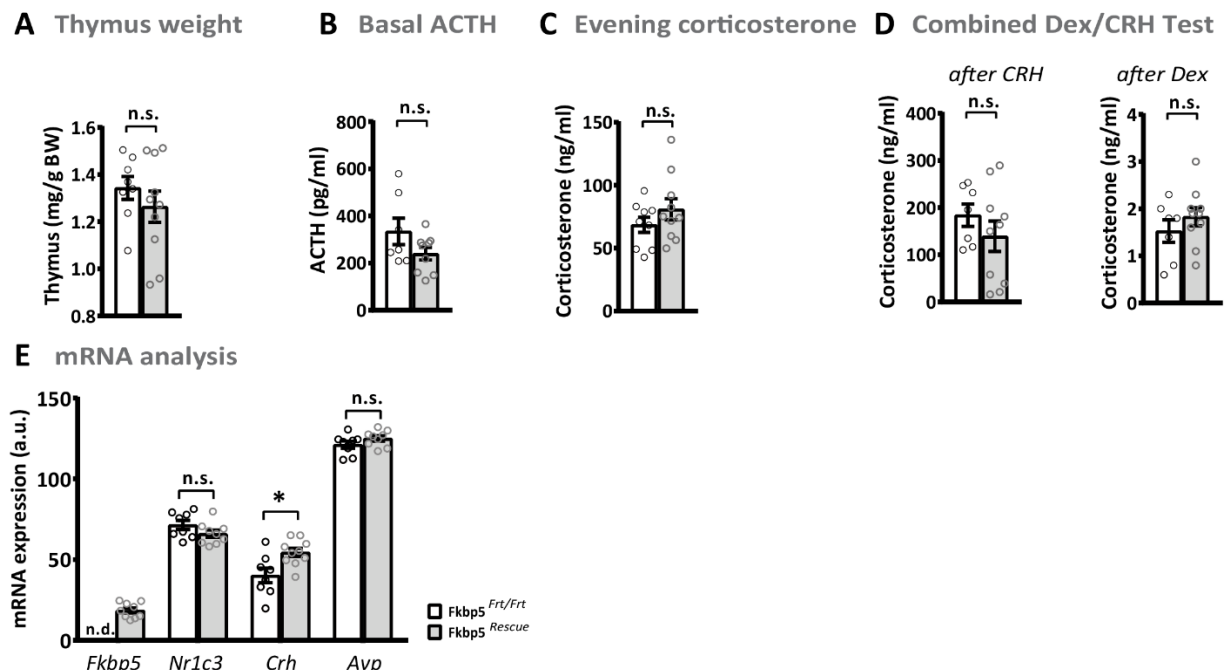 A Thymus weight
B Basal ACTH
C Evening corticosterone
D Combined Dex/CRH Test
after CRH
after Dex
n.s.
Thymus (mg/g BW)
1.6
1.4
1.2
1.0
0.8
n.s.
ACTH (pg/ml)
800
600
400
200
0
n.s.
Corticosterone (ng/ml)
150
100
50
0
n.s.
Corticosterone (ng/ml)
400
300
200
100
0
n.s.
Corticosterone (ng/ml)
4
3
2
1
0
E mRNA analysis
mRNA expression (a.u.)
150
100
50
0
n.d.
n.s.
*
n.s.
Fkbp5 Nr1c3 Crh Avp
Fkbp5 Frt/Frt
Fkbp5 Rescue